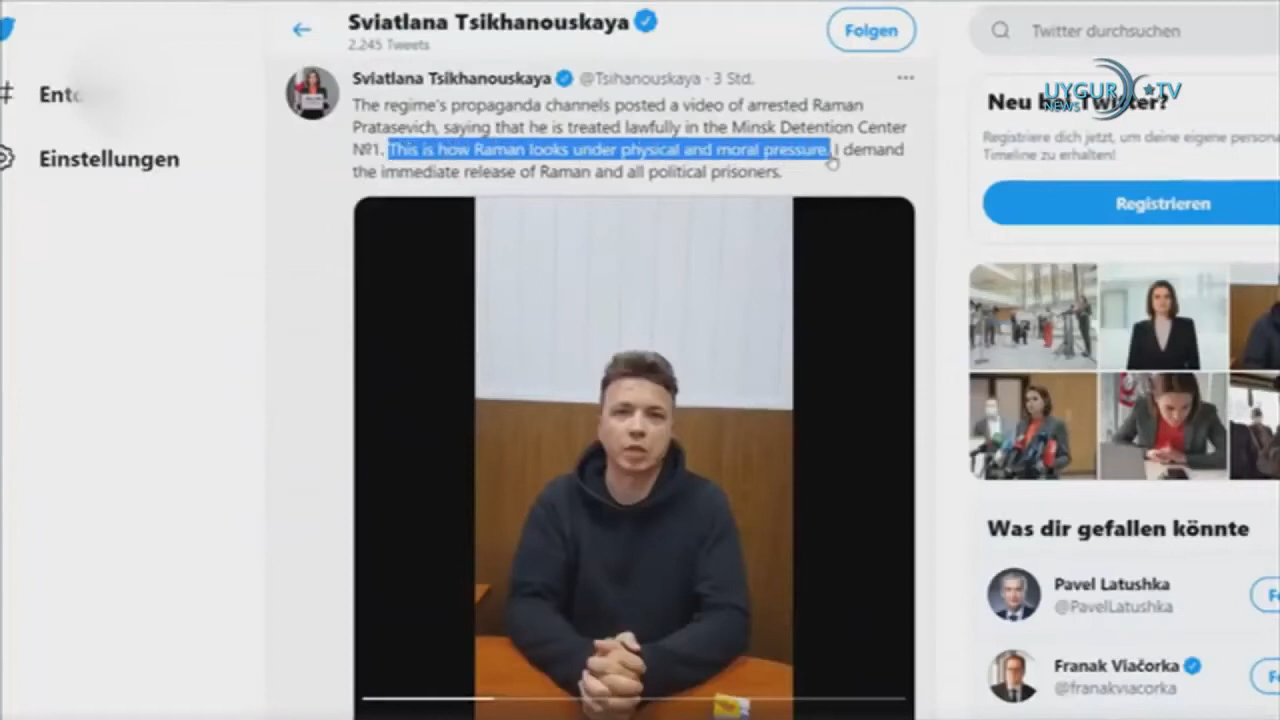 Sviatlana Tsikhanouskaya
2.245 Tweets
Folgen
Twitter durchsuchen
Einstellungen
Sviatlana Tsikhanouskaya @Tsihanouskaya · 3 Std.
The regime's propaganda channels posted a video of arrested Raman
Pratasevich, saying that he is treated lawfully in the Minsk Detention Center
№1. This is how Raman looks under physical and moral pressure. I demand
the immediate release of Raman and all political prisoners.
UYGUR TV
NEWS
Neu bei Twitter?
Registriere dich jetzt, um deine eigene
Timeline zu erhalten!
Registrieren
Was dir gefallen könnte
Pavel Latushka
@PavelLatushka
Franak Viačorka
@franakviacorka